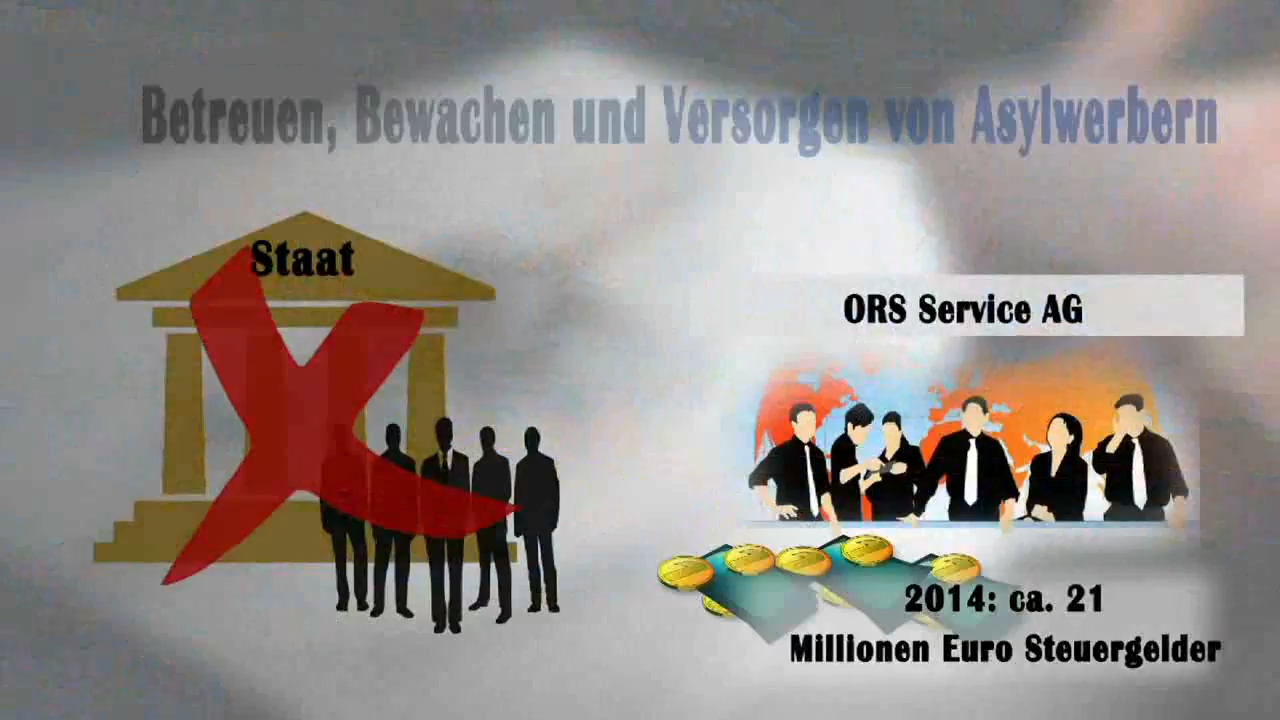 Betreuen, Bewachen und Versorgen von Asylwerbern
Staat
ORS Service AG
2014: ca. 21
Millionen Euro Steuergelder